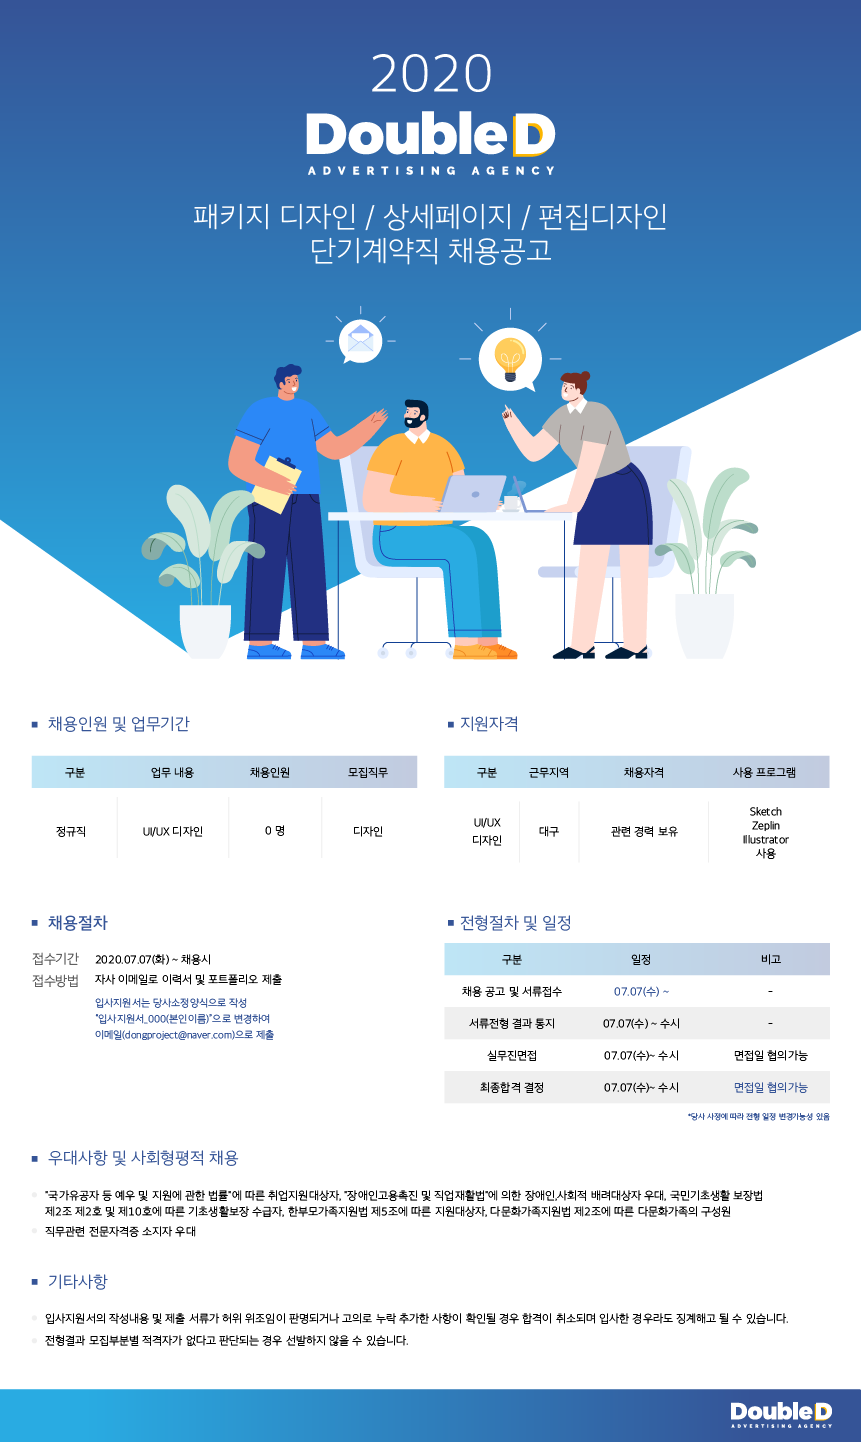 2020
DoubleD
ADVERTISING AGENCY
패키지 디자인 / 상세페이지 / 편집디자인
단기계약직 채용공고
채용인원 및 업무기간
구분 업무 내용 채용인원 모집직무
정규직 UI/UX 디자인 0 명 디자인
지원자격
구분 근무지역 채용자격 사용 프로그램
UI/UX
디자인
대구
관련 경력 보유
Sketch
Zeplin
Illustrator
사용
채용절차
접수기간 2020.07.07(화) ~ 채용시
접수방법 자사 이메일로 이력서 및 포트폴리오 제출
입사지원서는 당사소정양식으로 작성
"입사지원서_000(본인이름)"으로 변경하여
이메일(dongproject@naver.com)으로 제출
전형절차 및 일정
구분 일정 비고
채용 공고 및 서류접수 07.07(수) ~ -
서류전형 결과 통지 07.07(수) ~ 수시 -
실무진면접 07.07(수)~ 수시 면접일 협의가능
최종합격 결정 07.07(수)~ 수시 면접일 협의가능
*당사 사정에 따라 전형 일정 변경가능성 있음
우대사항 및 사회형평적 채용
"국가유공자 등 예우 및 지원에 관한 법률"에 따른 취업지원대상자, "장애인고용촉진 및 직업재활법"에 의한 장애인,사회적 배려대상자 우대, 국민기초생활 보장법
제2조 제2호 및 제10호에 따른 기초생활보장 수급자, 한부모가족지원법 제5조에 따른 지원대상자, 다문화가족지원법 제2조에 따른 다문화가족의 구성원
직무관련 전문자격증 소지자 우대
기타사항
입사지원서의 작성내용 및 제출 서류가 허위 위조임이 판명되거나 고의로 누락 추가한 사항이 확인될 경우 합격이 취소되며 입사한 경우라도 징계해고 될 수 있습니다.
전형결과 모집부분별 적격자가 없다고 판단되는 경우 선발하지 않을 수 있습니다.
DoubleD
ADVERTISING AGENCY